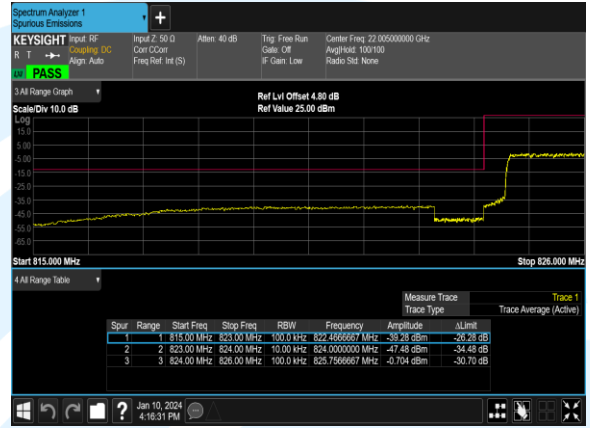 Spectrum Analyzer 1
Spurious Emissions
KEYSIGHT Input: RF Input Z: 50 Ω Atten: 40 dB Trig: Free Run Center Freq: 22.005000000 GHz
R T Coupling: DC Corr CCorr Gate: Off Avg|Hold: 100/100
Align: Auto Freq Ref: Int (S) IF Gain: Low Radio Std: None
PASS
3 All Range Graph
Ref Lvl Offset 4.80 dB
Scale/Div 10.0 dB Ref Value 25.00 dBm
Log
15.0
5.00
-5.00
-15.0
-25.0
-35.0
-45.0
-55.0
-65.0
Start 815.000 MHz Stop 826.000 MHz
4 All Range Table
Measure Trace Trace 1
Trace Type Trace Average (Active)
Spur Range Start Freq Stop Freq RBW Frequency Amplitude ΔLimit
1 1 815.00 MHz 823.00 MHz 100.0 kHz 822.4666667 MHz -39.28 dBm -26.28 dB
2 2 823.00 MHz 824.00 MHz 10.00 kHz 824.0000000 MHz -47.48 dBm -34.48 dB
3 3 824.00 MHz 826.00 MHz 100.0 kHz 825.7566667 MHz -0.704 dBm -30.70 dB
?
Jan 10, 2024
4:16:31 PM